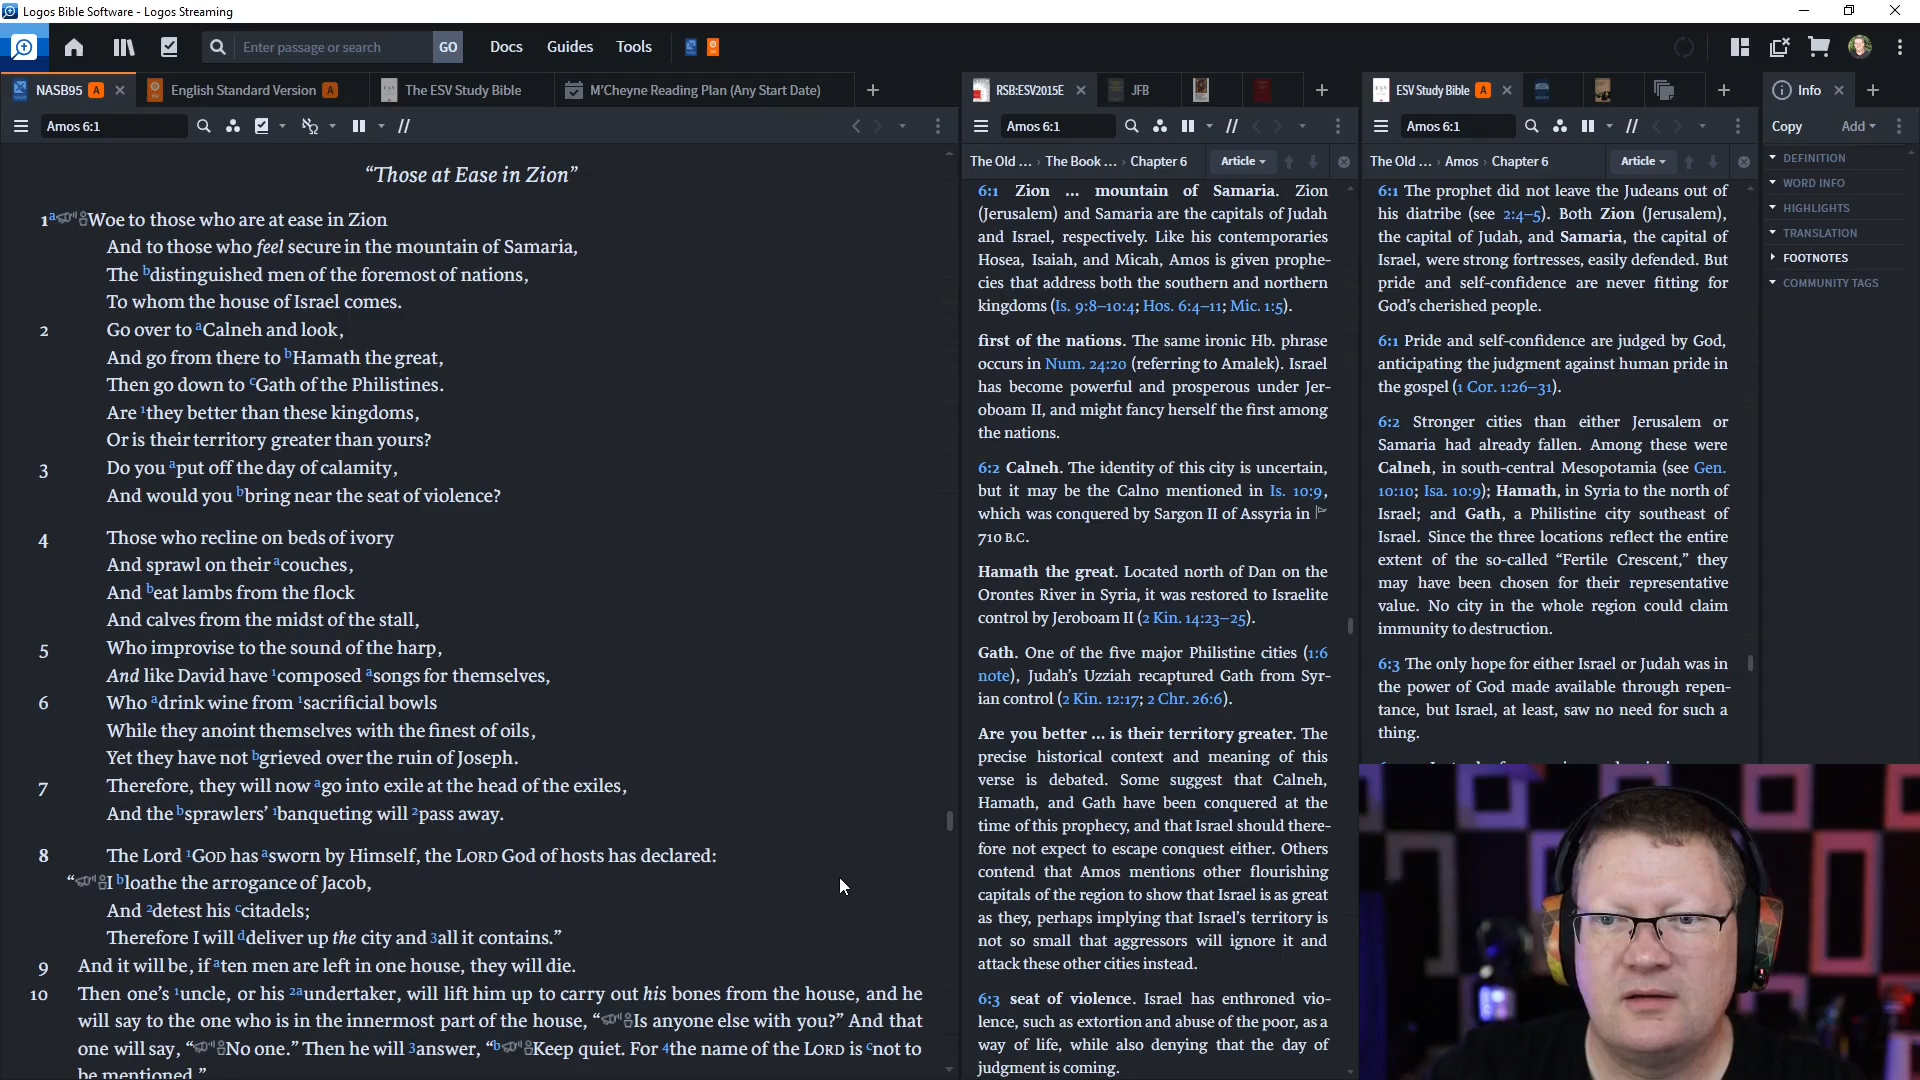 Logos Bible Software - Logos Streaming
Enter passage or search GO Docs Guides Tools
NASB95 A English Standard Version A The ESV Study Bible M'Cheyne Reading Plan (Any Start Date)
Amos 6:1
“Those at Ease in Zion”
1 aWoe to those who are at ease in Zion
And to those who feel secure in the mountain of Samaria,
The bdistinguished men of the foremost of nations,
To whom the house of Israel comes.
2 Go over to aCalneh and look,
And go from there to bHamath the great,
Then go down to cGath of the Philistines.
Are 1they better than these kingdoms,
Or is their territory greater than yours?
3 Do you aput off the day of calamity,
And would you bbring near the seat of violence?
4 Those who recline on beds of ivory
And sprawl on their acouches,
And beat lambs from the flock
And calves from the midst of the stall,
5 Who improvise to the sound of the harp,
And like David have 1composed asongs for themselves,
6 Who adrink wine from 1sacrificial bowls
While they anoint themselves with the finest of oils,
Yet they have not bgrieved over the ruin of Joseph.
7 Therefore, they will now ago into exile at the head of the exiles,
And the bsprawlers’ 1banqueting will 2pass away.
8 The Lord 1GOD has asworn by Himself, the LORD God of hosts has declared:
“I bloathe the arrogance of Jacob,
And 2detest his ccitadels;
Therefore I will ddeliver up the city and 3all it contains.”
9 And it will be, if aten men are left in one house, they will die.
10 Then one’s 1uncle, or his 2aundertaker, will lift him up to carry out his bones from the house, and he
will say to the one who is in the innermost part of the house, “Is anyone else with you?” And that
one will say, “No one.” Then he will 3answer, “bKeep quiet. For 4the name of the LORD is cnot to
be mentioned.”
RSB:ESV2015E JFB
Amos 6:1
The Old ... › The Book ... › Chapter 6 Article
6:1 Zion ... mountain of Samaria. Zion
(Jerusalem) and Samaria are the capitals of Judah
and Israel, respectively. Like his contemporaries
Hosea, Isaiah, and Micah, Amos is given prophe-
cies that address both the southern and northern
kingdoms (Is. 9:8–10:4; Hos. 6:4–11; Mic. 1:5).
first of the nations. The same ironic Hb. phrase
occurs in Num. 24:20 (referring to Amalek). Israel
has become powerful and prosperous under Jer-
oboam II, and might fancy herself the first among
the nations.
6:2 Calneh. The identity of this city is uncertain,
but it may be the Calno mentioned in Is. 10:9,
which was conquered by Sargon II of Assyria in
710 B.C.
Hamath the great. Located north of Dan on the
Orontes River in Syria, it was restored to Israelite
control by Jeroboam II (2 Kin. 14:23–25).
Gath. One of the five major Philistine cities (1:6
note), Judah’s Uzziah recaptured Gath from Syr-
ian control (2 Kin. 12:17; 2 Chr. 26:6).
Are you better ... is their territory greater. The
precise historical context and meaning of this
verse is debated. Some suggest that Calneh,
Hamath, and Gath have been conquered at the
time of this prophecy, and that Israel should there-
fore not expect to escape conquest either. Others
contend that Amos mentions other flourishing
capitals of the region to show that Israel is as great
as they, perhaps implying that Israel’s territory is
not so small that aggressors will ignore it and
attack these other cities instead.
6:3 seat of violence. Israel has enthroned vio-
lence, such as extortion and abuse of the poor, as a
way of life, while also denying that the day of
judgment is coming.
ESV Study Bible A
Amos 6:1
The Old ... › Amos › Chapter 6 Article
6:1 The prophet did not leave the Judeans out of
his diatribe (see 2:4–5). Both Zion (Jerusalem),
the capital of Judah, and Samaria, the capital of
Israel, were strong fortresses, easily defended. But
pride and self-confidence are never fitting for
God’s cherished people.
6:1 Pride and self-confidence are judged by God,
anticipating the judgment against human pride in
the gospel (1 Cor. 1:26–31).
6:2 Stronger cities than either Jerusalem or
Samaria had already fallen. Among these were
Calneh, in south-central Mesopotamia (see Gen.
10:10; Isa. 10:9); Hamath, in Syria to the north of
Israel; and Gath, a Philistine city southeast of
Israel. Since the three locations reflect the entire
extent of the so-called “Fertile Crescent,” they
may have been chosen for their representative
value. No city in the whole region could claim
immunity to destruction.
6:3 The only hope for either Israel or Judah was in
the power of God made available through repen-
tance, but Israel, at least, saw no need for such a
thing.
Info
Copy Add
DEFINITION
WORD INFO
HIGHLIGHTS
TRANSLATION
FOOTNOTES
COMMUNITY TAGS